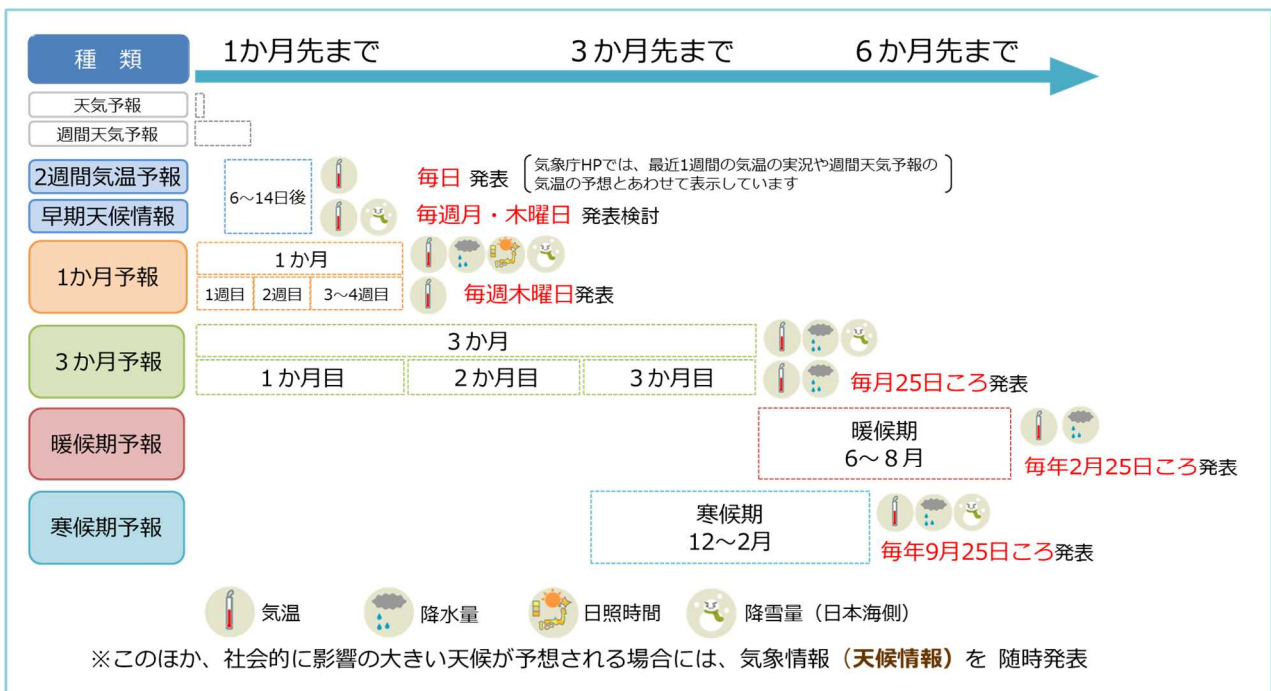 種　類
1か月先まで
３か月先まで
６か月先まで
天気予報
週間天気予報
2週間気温予報
早期天候情報
6～14日後
毎日 発表
気象庁HPでは、最近1週間の気温の実況や週間天気予報の
気温の予想とあわせて表示しています
毎週月・木曜日 発表検討
1か月予報
１か月
1週目
2週目
3～4週目
毎週木曜日発表
３か月予報
３か月
１か月目
２か月目
３か月目
毎月25日ころ発表
暖候期予報
暖候期
6～８月
毎年2月25日ころ発表
寒候期予報
寒候期
12～2月
毎年9月25日ころ発表
気温
降水量
日照時間
降雪量（日本海側）
※このほか、社会的に影響の大きい天候が予想される場合には、気象情報（天候情報）を 随時発表